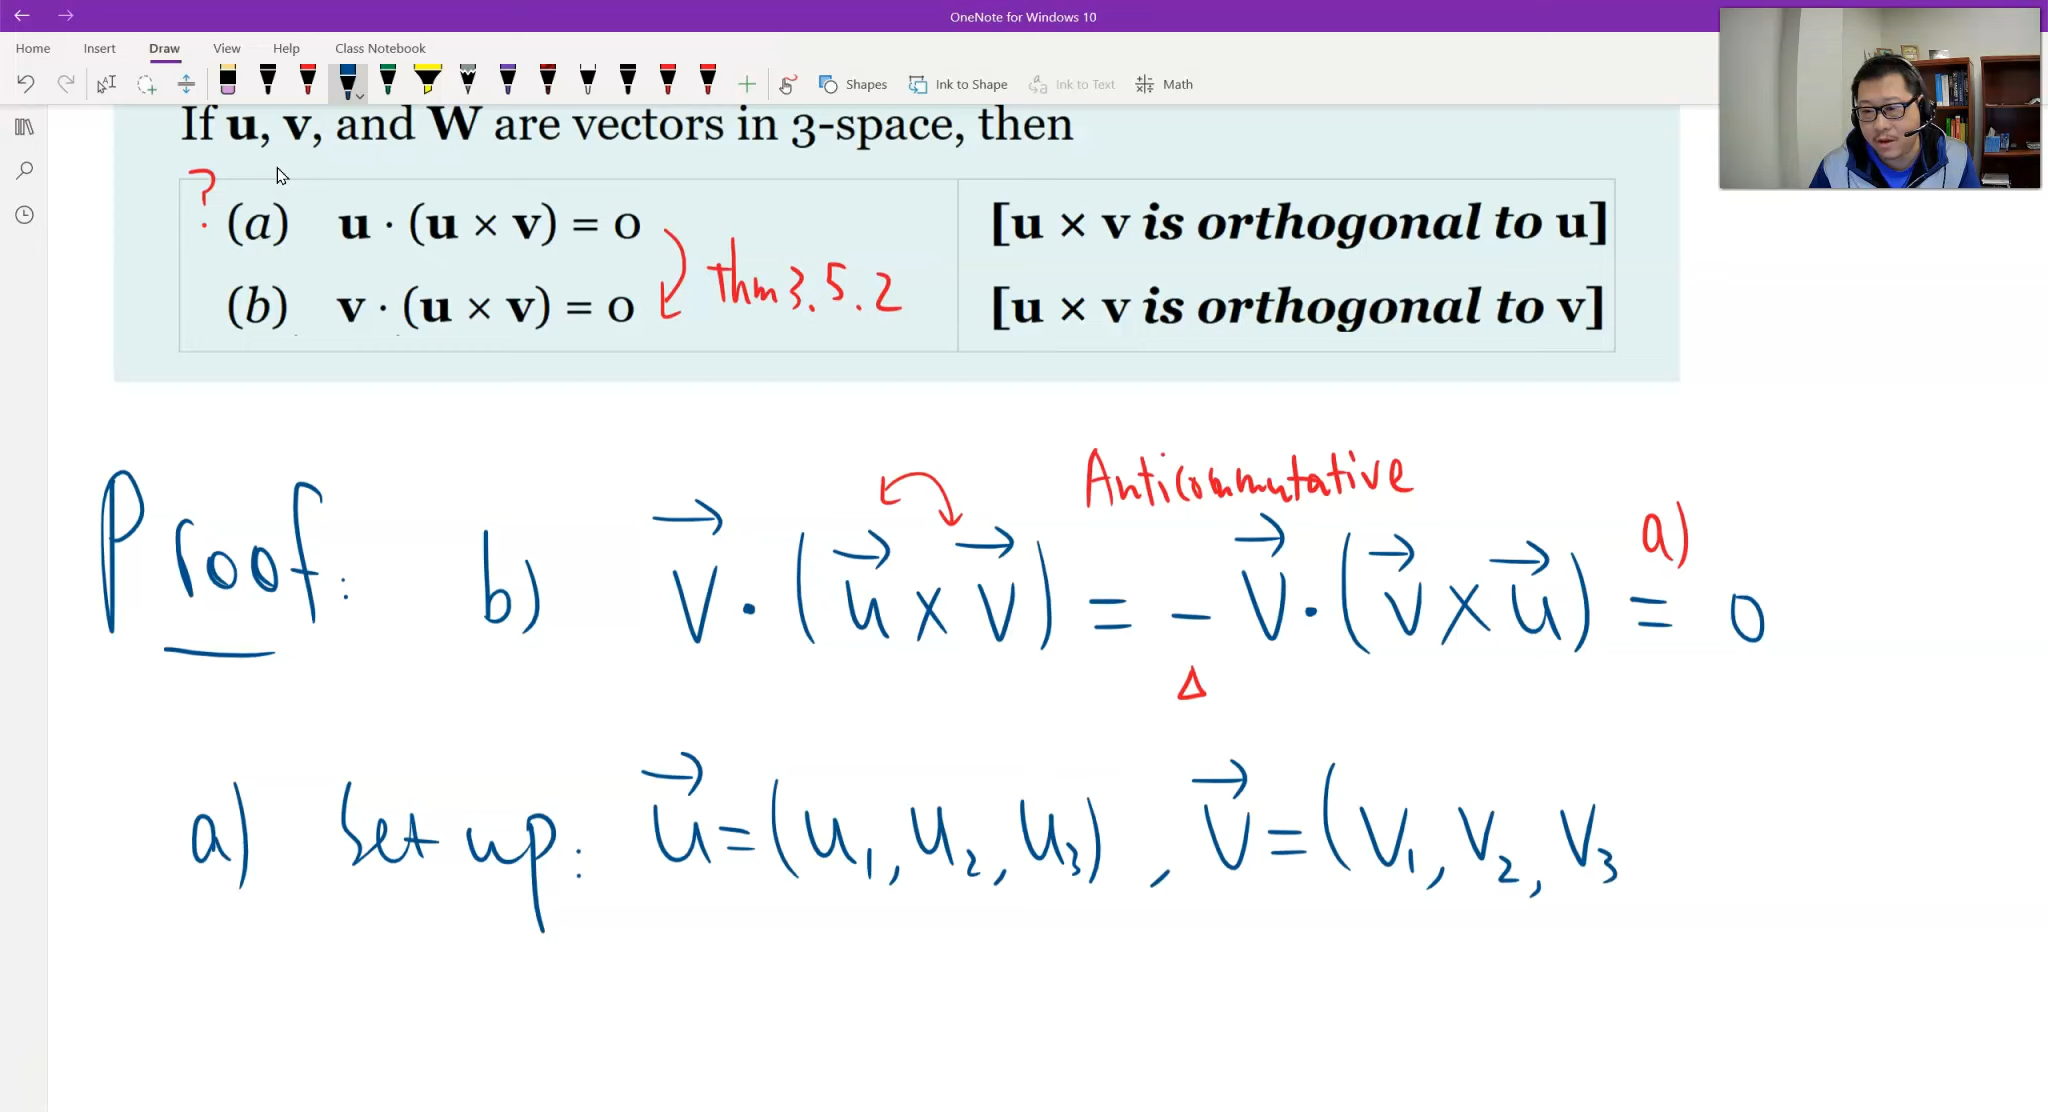 OneNote for Windows 10
Home Insert Draw View Help Class Notebook
Shapes Ink to Shape Ink to Text Math
If u, v, and W are vectors in 3-space, then
?
(a) u · (u × v) = 0 [u × v is orthogonal to u]
thm 3.5.2
(b) v · (u × v) = 0 [u × v is orthogonal to v]
Anticommutative
a)
Proof: b) v⃗ · (u⃗ × v⃗) = − v⃗ · (v⃗ × u⃗) = 0
Δ
a) Set up: u⃗ = (u₁, u₂, u₃), v⃗ = (v₁, v₂, v₃